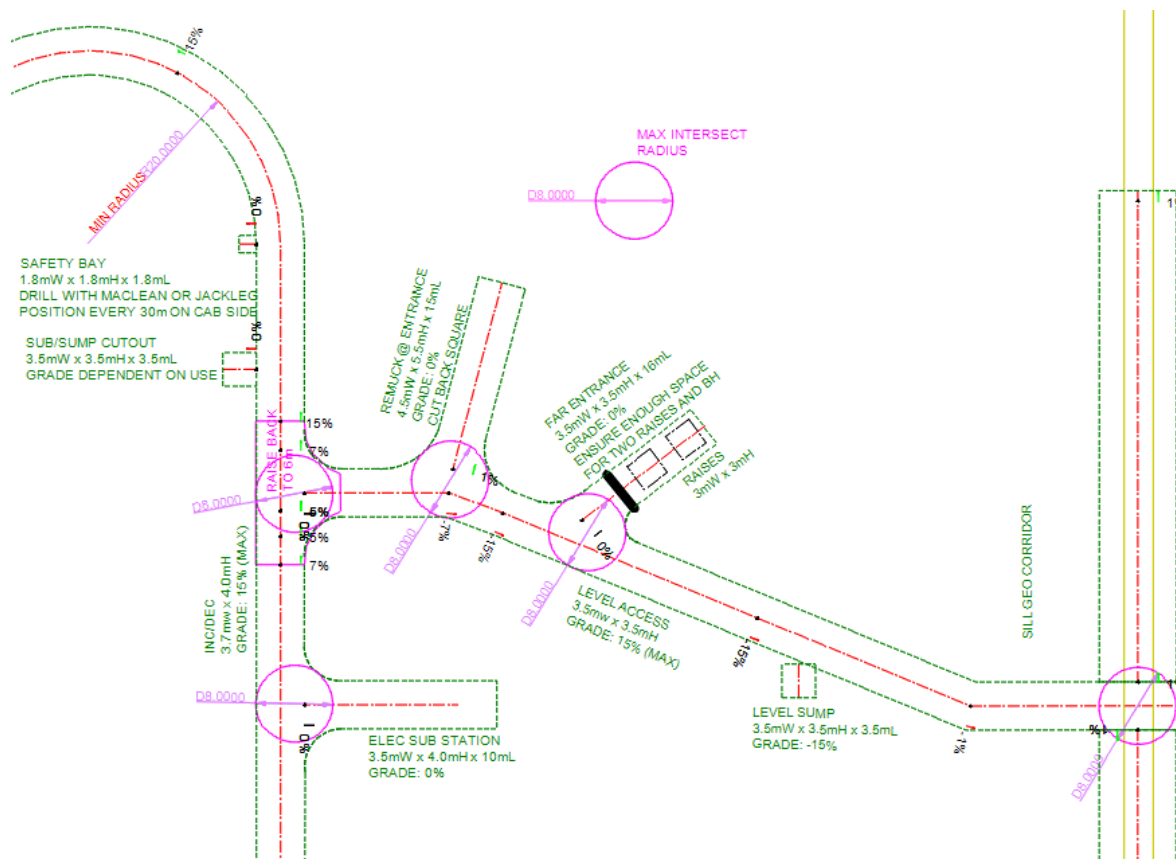 15%
MAX INTERSECT
RADIUS
D8.0000
R20.0000
MIN RADIUS
0%
SAFETY BAY
1.8mW x 1.8mH x 1.8mL
DRILL WITH MACLEAN OR JACKLEG
POSITION EVERY 30m ON CAB SIDE
0%
SUB/SUMP CUTOUT
3.5mW x 3.5mH x 3.5mL
GRADE DEPENDENT ON USE
REMUCK @ ENTRANCE
4.5mW x 5.5mH x 15mL
GRADE: 0%
CUT BACK SQUARE
FAR ENTRANCE
3.5mW x 3.5mH x 16mL
GRADE: 0%
ENSURE ENOUGH SPACE
FOR TWO RAISES AND BH
RAISES
3mW x 3mH
15%
7%
RAISE BACK
TO 6m
D8.0000
5%
5%
7%
1%
-7%
-15%
D8.0000
0%
D8.0000
LEVEL ACCESS
3.5mw x 3.5mH
GRADE: 15% (MAX)
INC/DEC
3.7mw x 4.0mH
GRADE: 15% (MAX)
SILL GEO CORRIDOR
-15%
D8.0000
0%
ELEC SUB STATION
3.5mW x 4.0mH x 10mL
GRADE: 0%
LEVEL SUMP
3.5mW x 3.5mH x 3.5mL
GRADE: -15%
-1%
1%
D8.0000